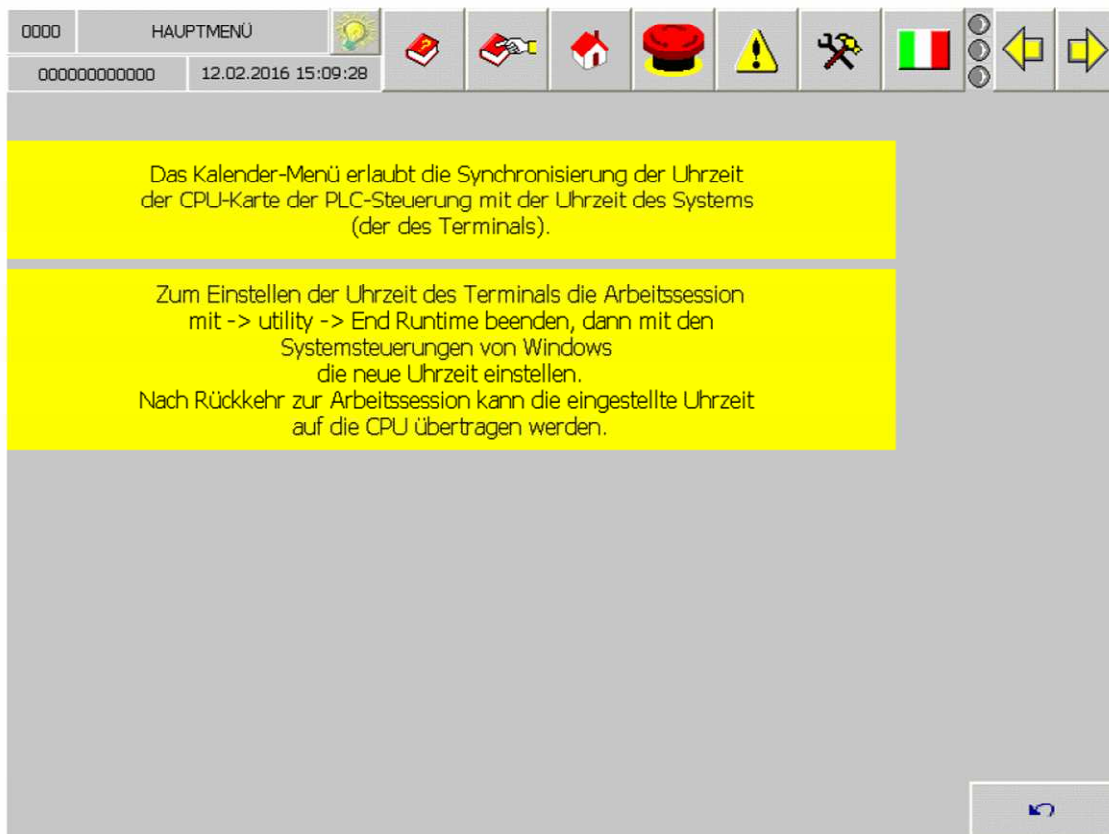 0000
HAUPTMENÜ
000000000000
12.02.2016 15:09:28
Das Kalender-Menü erlaubt die Synchronisierung der Uhrzeit
der CPU-Karte der PLC-Steuerung mit der Uhrzeit des Systems
(der des Terminals).
Zum Einstellen der Uhrzeit des Terminals die Arbeitssession
mit -> utility -> End Runtime beenden, dann mit den
Systemsteuerungen von Windows
die neue Uhrzeit einstellen.
Nach Rückkehr zur Arbeitssession kann die eingestellte Uhrzeit
auf die CPU übertragen werden.